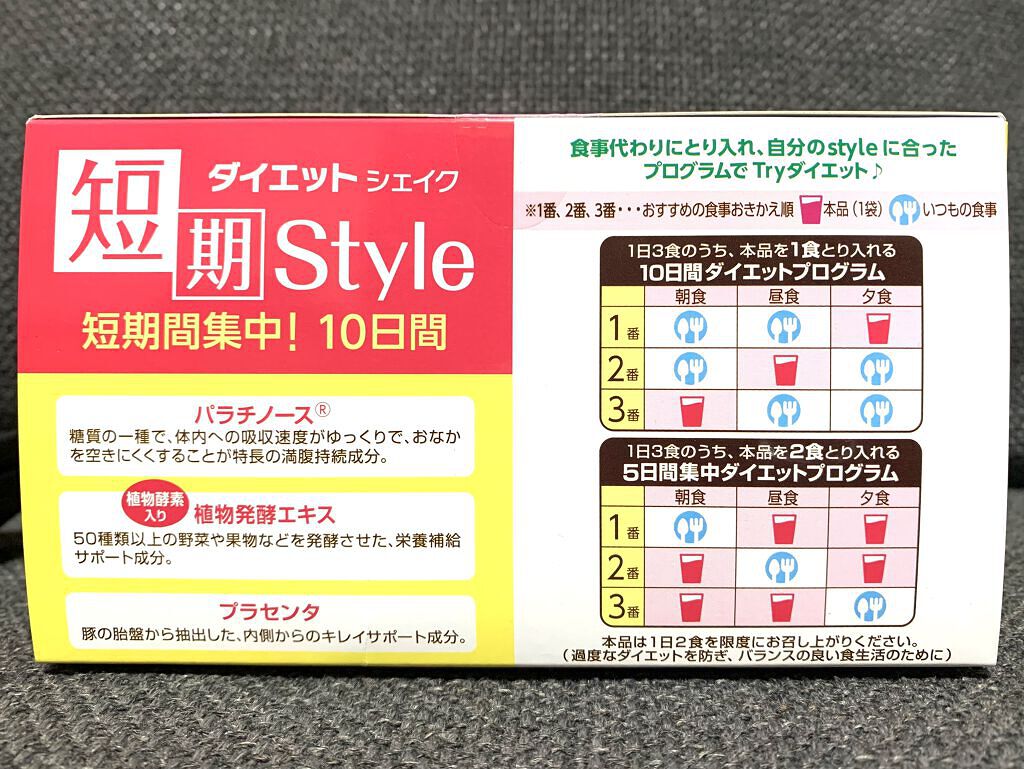 短期Style
ダイエット シェイク
短期間集中! 10日間
パラチノース®
糖質の一種で、体内への吸収速度がゆっくりで、おなか
を空きにくくすることが特長の満腹持続成分。
植物酵素
入り
植物発酵エキス
50種類以上の野菜や果物などを発酵させた、栄養補給
サポート成分。
プラセンタ
豚の胎盤から抽出した、内側からのキレイサポート成分。
食事代わりにとり入れ、自分のstyleに合った
プログラムでTryダイエット♪
※1番、2番、3番・・・おすすめの食事おきかえ順 本品(1袋) いつもの食事
1日3食のうち、本品を1食とり入れる
10日間ダイエットプログラム
朝食 昼食 夕食
1番
2番
3番
1日3食のうち、本品を2食とり入れる
5日間集中ダイエットプログラム
朝食 昼食 夕食
1番
2番
3番
本品は1日2食を限度にお召し上がりください。
(過度なダイエットを防ぎ、バランスの良い食生活のために)